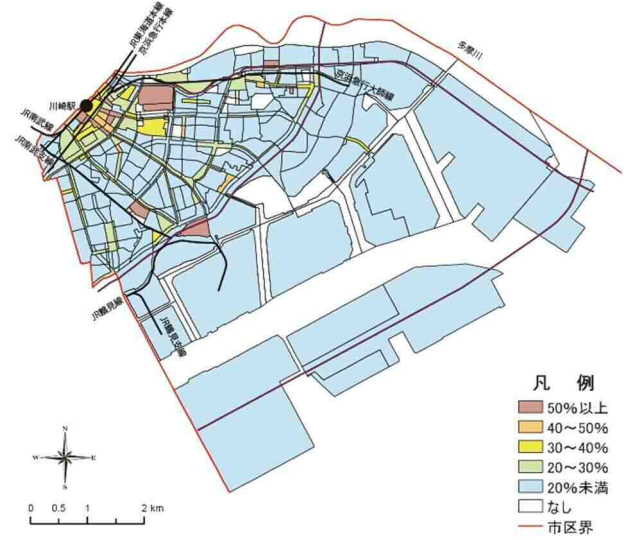 JR東海道本線
京浜急行本線
多摩川
京浜急行大師線
川崎駅
JR南武線
JR南武支線
JR鶴見線
JR鶴見支線
凡 例
50%以上
40～50%
30～40%
20～30%
20%未満
なし
市区界
N
W E
S
0 0.5 1 2 km